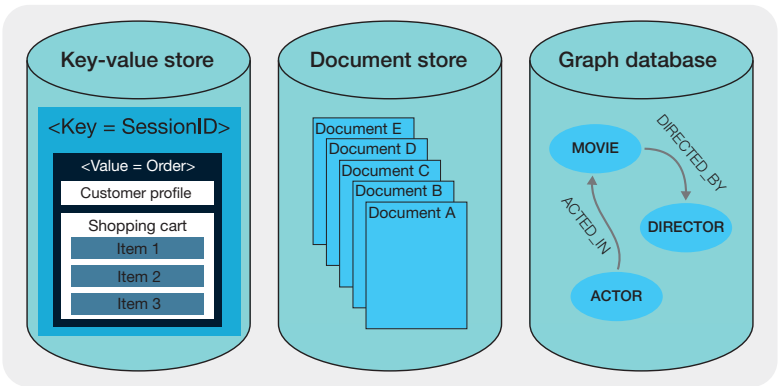 Key-value store
<Key = SessionID>
<Value = Order>
Customer profile
Shopping cart
Item 1
Item 2
Item 3
Document store
Document E
Document D
Document C
Document B
Document A
Graph database
MOVIE
DIRECTED_BY
DIRECTOR
ACTED_IN
ACTOR